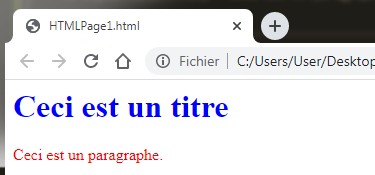 HTMLPage1.html
Fichier | C:/Users/User/Desktop
Ceci est un titre
Ceci est un paragraphe.